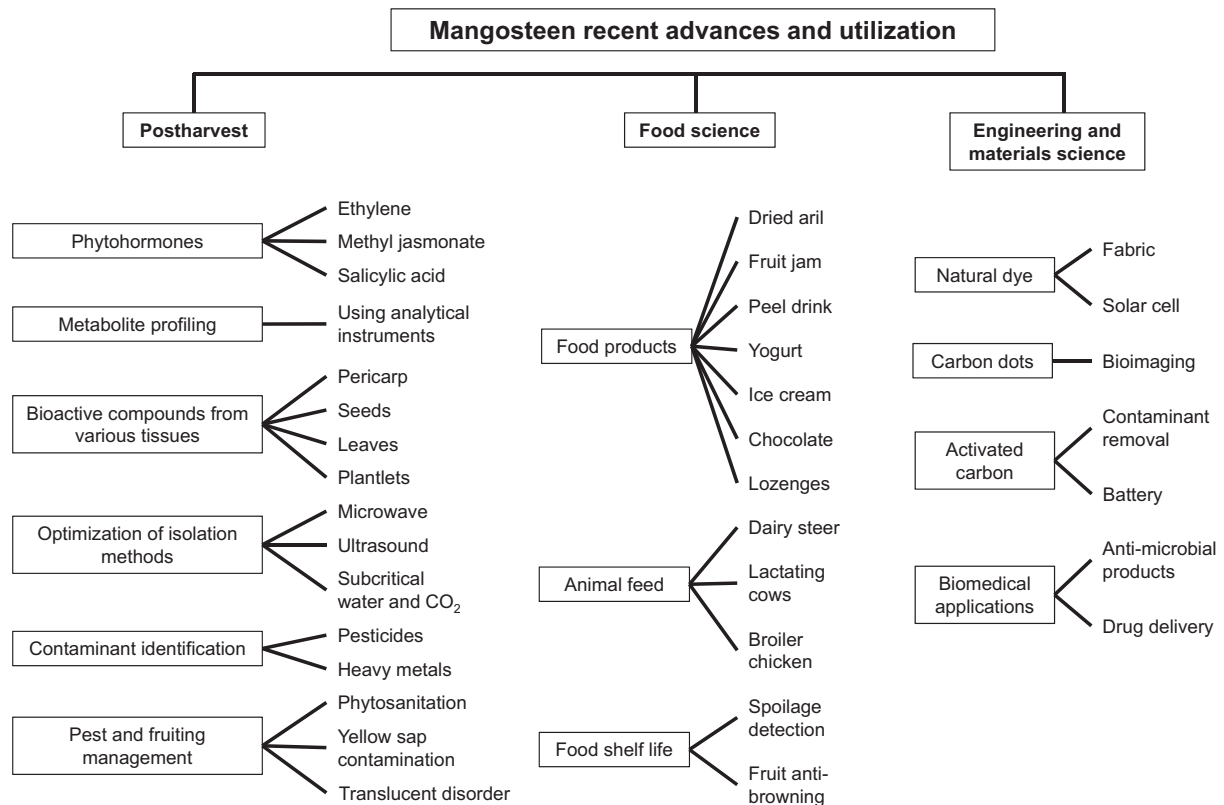 Mangosteen recent advances and utilization
Postharvest
Phytohormones
Ethylene
Methyl jasmonate
Salicylic acid
Metabolite profiling
Using analytical
instruments
Bioactive compounds from
various tissues
Pericarp
Seeds
Leaves
Plantlets
Optimization of isolation
methods
Microwave
Ultrasound
Subcritical
water and CO₂
Contaminant identification
Pesticides
Heavy metals
Pest and fruiting
management
Phytosanitation
Yellow sap
contamination
Translucent disorder
Food science
Food products
Dried aril
Fruit jam
Peel drink
Yogurt
Ice cream
Chocolate
Lozenges
Animal feed
Dairy steer
Lactating
cows
Broiler
chicken
Food shelf life
Spoilage
detection
Fruit anti-
browning
Engineering and
materials science
Natural dye
Fabric
Solar cell
Carbon dots
Bioimaging
Activated
carbon
Contaminant
removal
Battery
Biomedical
applications
Anti-microbial
products
Drug delivery